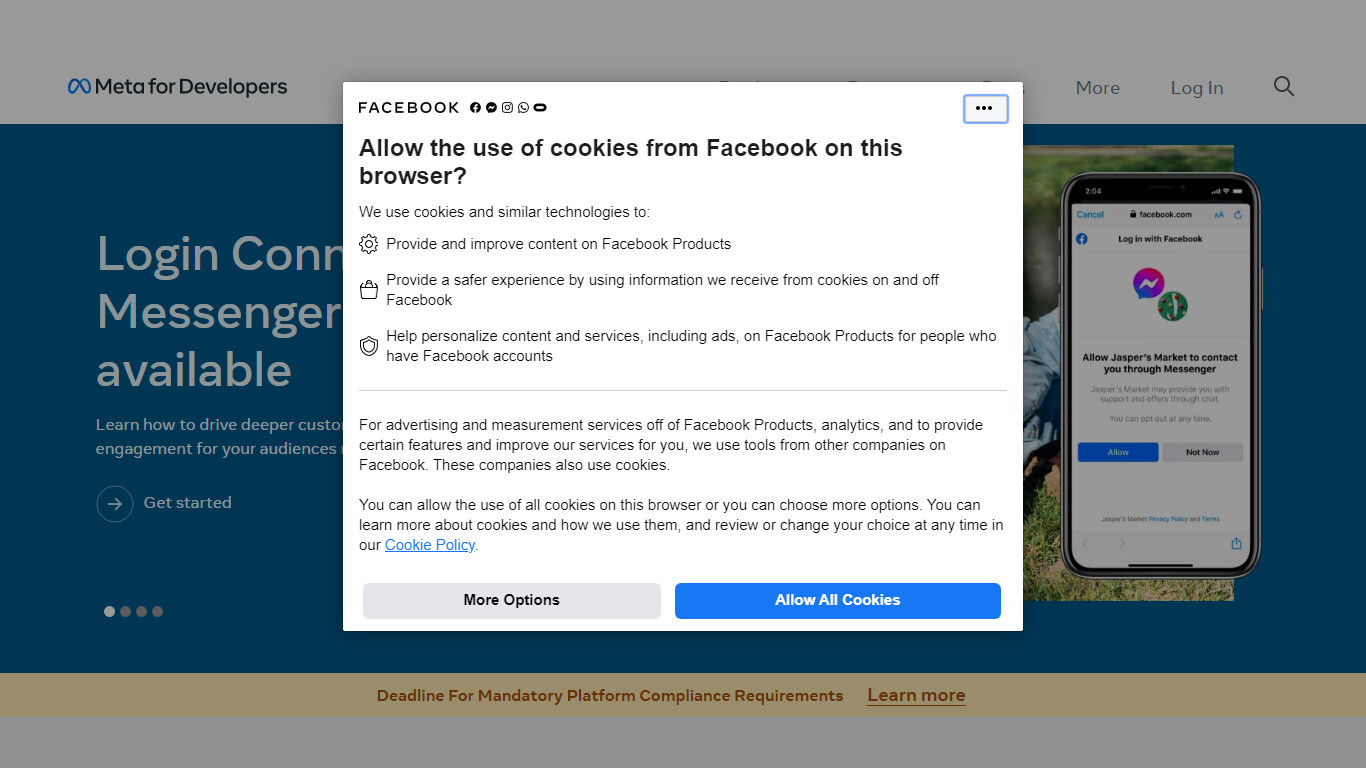 Meta for Developers
More
Log In
FACEBOOK
Allow the use of cookies from Facebook on this
browser?
We use cookies and similar technologies to:
Provide and improve content on Facebook Products
Provide a safer experience by using information we receive from cookies on and off
Facebook
Help personalize content and services, including ads, on Facebook Products for people who
have Facebook accounts
For advertising and measurement services off of Facebook Products, analytics, and to provide
certain features and improve our services for you, we use tools from other companies on
Facebook. These companies also use cookies.
You can allow the use of all cookies on this browser or you can choose more options. You can
learn more about cookies and how we use them, and review or change your choice at any time in
our Cookie Policy.
More Options
Allow All Cookies
Login Conn
Messenger
available
Learn how to drive deeper custo
engagement for your audiences
Get started
2:04
Cancel
facebook.com
AA
Log in with Facebook
Allow Jasper's Market to contact
you through Messenger
Jasper's Market may provide you with
support and offers through chat.
You can opt out at any time.
Allow
Not Now
Jasper's Market Privacy Policy and Terms
Deadline For Mandatory Platform Compliance Requirements
Learn more